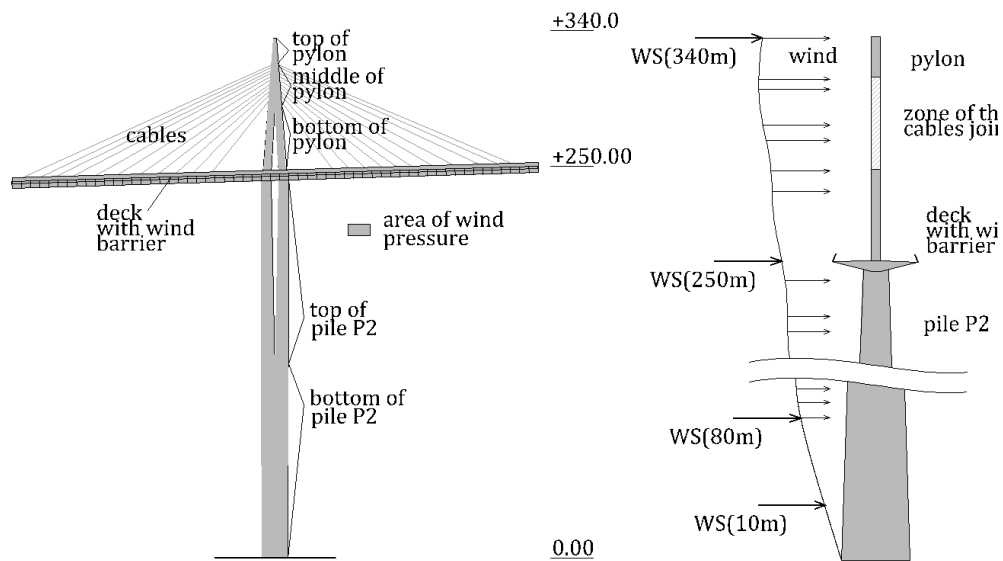 top of
pylon
middle of
pylon
bottom of
pylon
cables
deck
with wind
barrier
area of wind
pressure
top of
pile P2
bottom of
pile P2
+340.0
+250.00
0.00
WS(340m)
wind
pylon
zone of th
cables join
WS(250m)
deck
with wi
barrier
pile P2
WS(80m)
WS(10m)